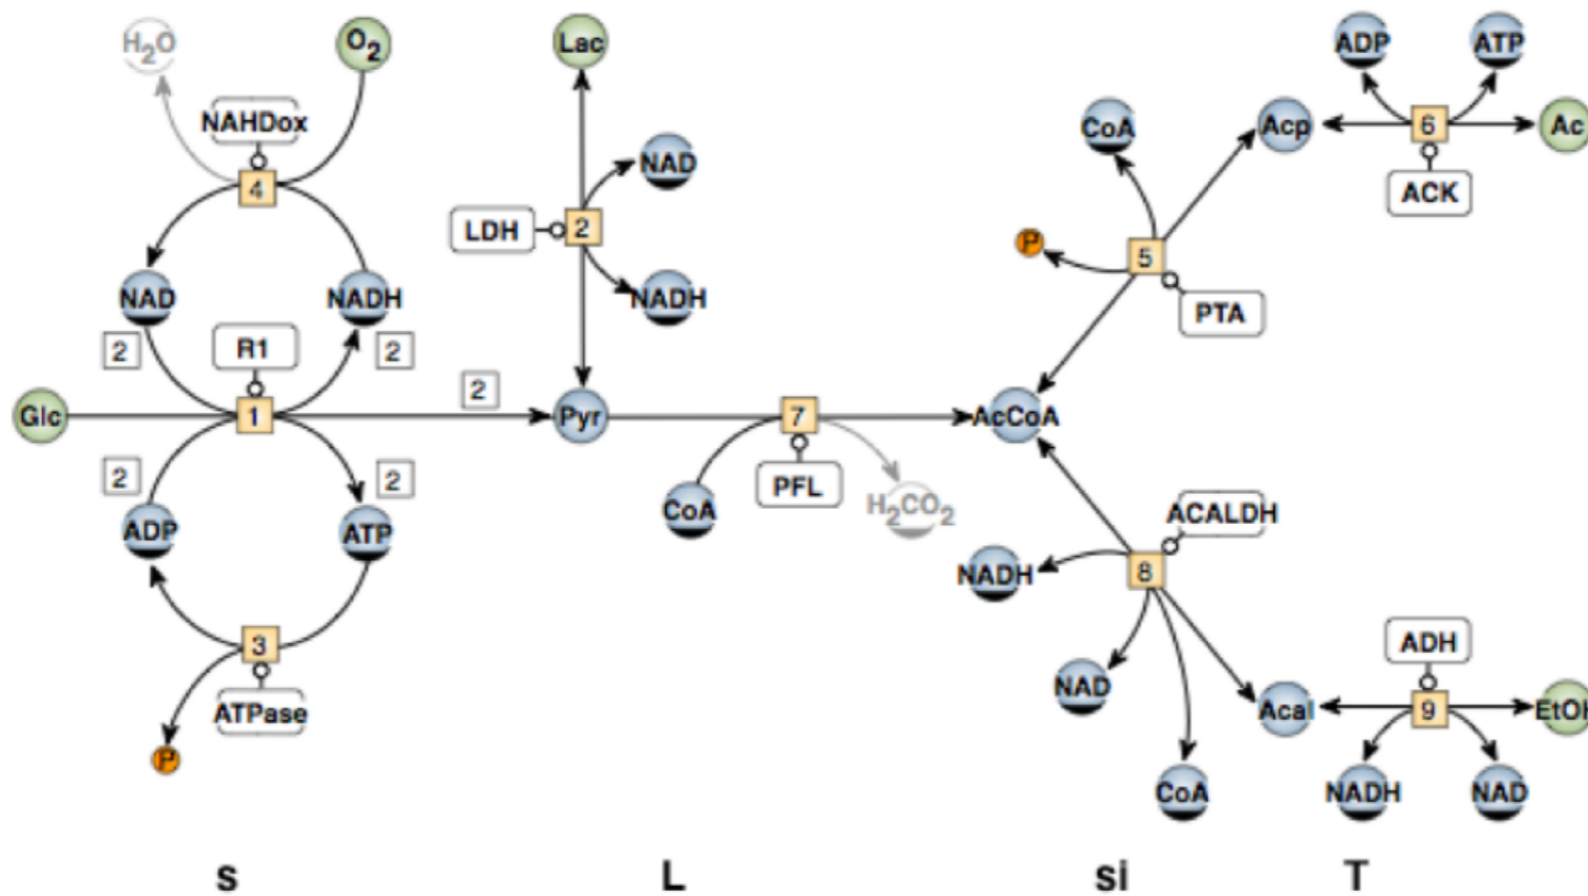 H2O
O2
Lac
ADP
ATP
NAHDox
CoA
Acp
6
Ac
4
NAD
ACK
LDH
2
P
5
NAD
NADH
NADH
PTA
2
R1
2
2
Glc
1
Pyr
7
AcCoA
2
2
PFL
CoA
H2CO2
ACALDH
ADP
ATP
NADH
8
3
ADH
NAD
Acal
9
EtOH
ATPase
P
CoA
NADH
NAD
s
L
si
T